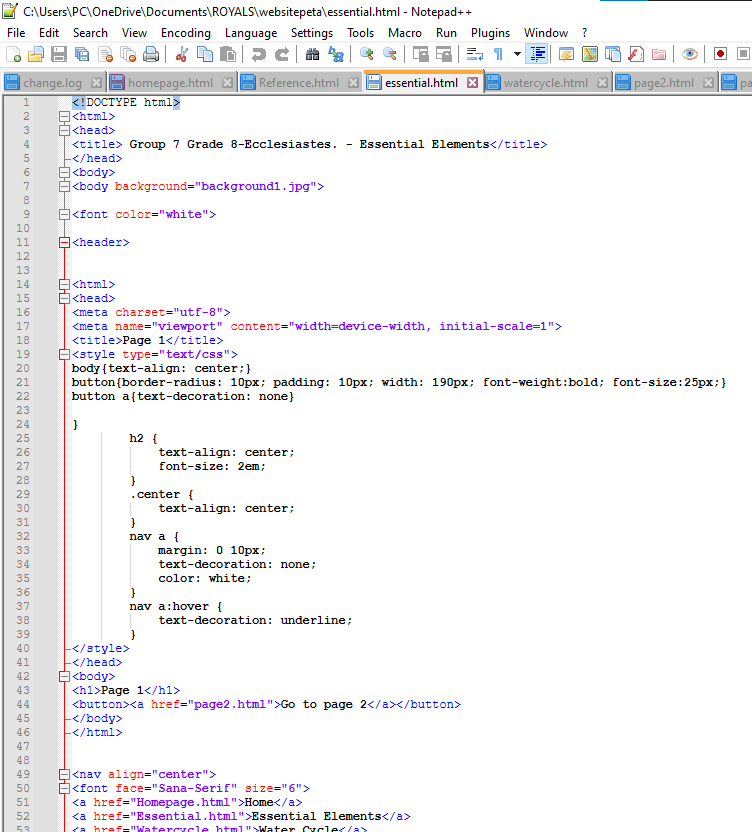 C:\Users\PC\OneDrive\Documents\ROYALS\websitepeta\essential.html - Notepad++
File Edit Search View Encoding Language Settings Tools Macro Run Plugins Window ?
change.log homepage.html Reference.html essential.html watercycle.html page2.html
1 <!DOCTYPE html>
2 <html>
3 <head>
4 <title> Group 7 Grade 8-Ecclesiastes. - Essential Elements</title>
5 </head>
6 <body>
7 <body background="background1.jpg">
8
9 <font color="white">
10
11 <header>
12
13
14 <html>
15 <head>
16 <meta charset="utf-8">
17 <meta name="viewport" content="width=device-width, initial-scale=1">
18 <title>Page 1</title>
19 <style type="text/css">
20 body{text-align: center;}
21 button{border-radius: 10px; padding: 10px; width: 190px; font-weight:bold; font-size:25px;}
22 button a{text-decoration: none}
23
24 }
25 h2 {
26 text-align: center;
27 font-size: 2em;
28 }
29 .center {
30 text-align: center;
31 }
32 nav a {
33 margin: 0 10px;
34 text-decoration: none;
35 color: white;
36 }
37 nav a:hover {
38 text-decoration: underline;
39 }
40 </style>
41 </head>
42 <body>
43 <h1>Page 1</h1>
44 <button><a href="page2.html">Go to page 2</a></button>
45 </body>
46 </html>
47
48
49 <nav align="center">
50 <font face="Sana-Serif" size="6">
51 <a href="Homepage.html">Home</a>
52 <a href="Essential.html">Essential Elements</a>
53 <a href="Watercycle.html">Water Cycle</a>